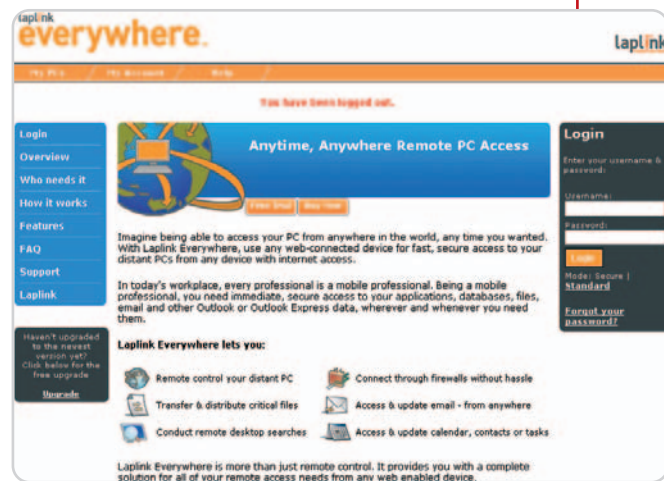 laplink
everywhere.
laplink
My PCs / My Account / Help /
You have been logged out.
Login
Overview
Who needs it
How it works
Features
FAQ
Support
Laplink
Haven't upgraded
to the newest
version yet?
Click below for the
free upgrade
Upgrade
Anytime, Anywhere Remote PC Access
Free Trial
Buy Now
Imagine being able to access your PC from anywhere in the world, any time you wanted.
With Laplink Everywhere, use any web-connected device for fast, secure access to your
distant PCs from any device with internet access.
In today's workplace, every professional is a mobile professional. Being a mobile
professional, you need immediate, secure access to your applications, databases, files,
email and other Outlook or Outlook Express data, wherever and whenever you need
them.
Laplink Everywhere lets you:
Remote control your distant PC
Connect through firewalls without hassle
Transfer & distribute critical files
Access & update email - from anywhere
Conduct remote desktop searches
Access & update calendar, contacts or tasks
Laplink Everywhere is more than just remote control. It provides you with a complete
solution for all of your remote access needs from any web enabled device.
Login
Enter your username &
password:
Username:
Password:
Login
Mode: Secure |
Standard
Forgot your
password?